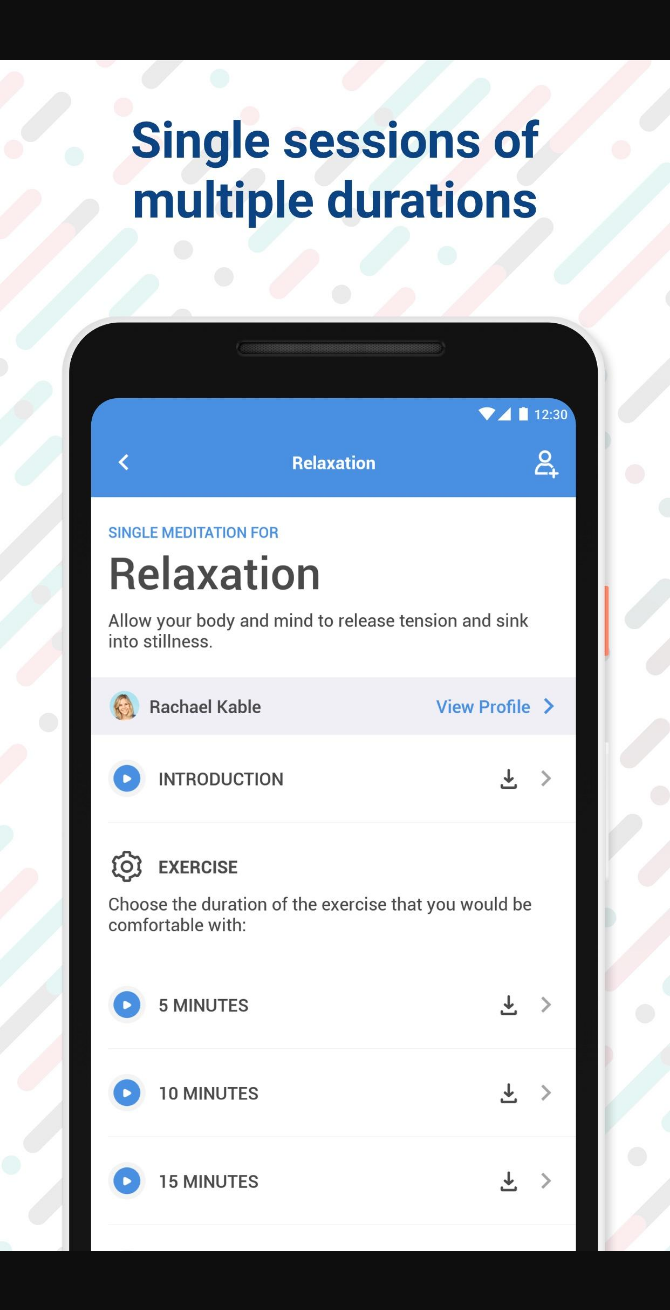 Single sessions of
multiple durations
12:30
Relaxation
SINGLE MEDITATION FOR
Relaxation
Allow your body and mind to release tension and sink
into stillness.
Rachael Kable View Profile
INTRODUCTION
EXERCISE
Choose the duration of the exercise that you would be
comfortable with:
5 MINUTES
10 MINUTES
15 MINUTES